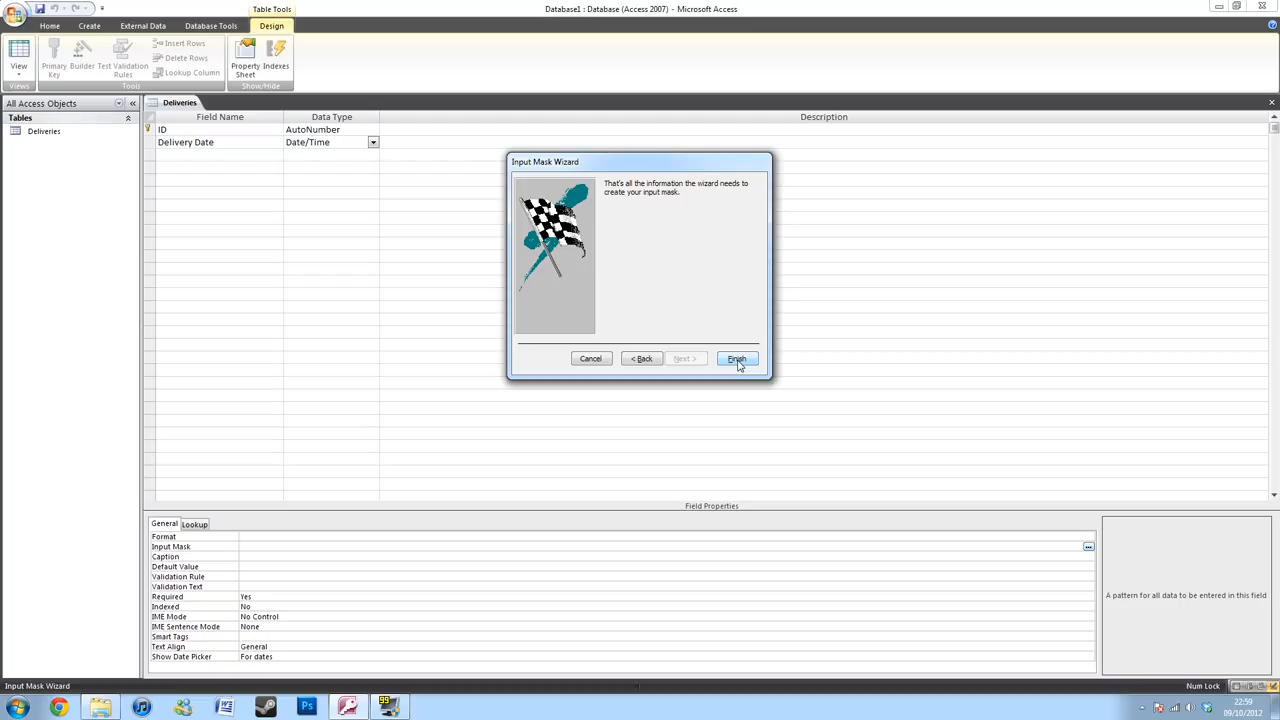 Table Tools
Database1 : Database (Access 2007) - Microsoft Access
Home Create External Data Database Tools Design
View
Primary Key
Builder
Test Validation Rules
Insert Rows
Delete Rows
Lookup Column
Property Sheet
Indexes
Views Tools Show/Hide
All Access Objects
Tables
Deliveries
Deliveries
Field Name Data Type Description
ID AutoNumber
Delivery Date Date/Time
Input Mask Wizard
That's all the information the wizard needs to
create your input mask.
Cancel < Back Next > Finish
Field Properties
General Lookup
Format
Input Mask ...
Caption
Default Value
Validation Rule
Validation Text
Required Yes
Indexed No
IME Mode No Control
IME Sentence Mode None
Smart Tags
Text Align General
Show Date Picker For dates
A pattern for all data to be entered in this field
Input Mask Wizard Num Lock
W Ps 99
22:59
09/10/2012